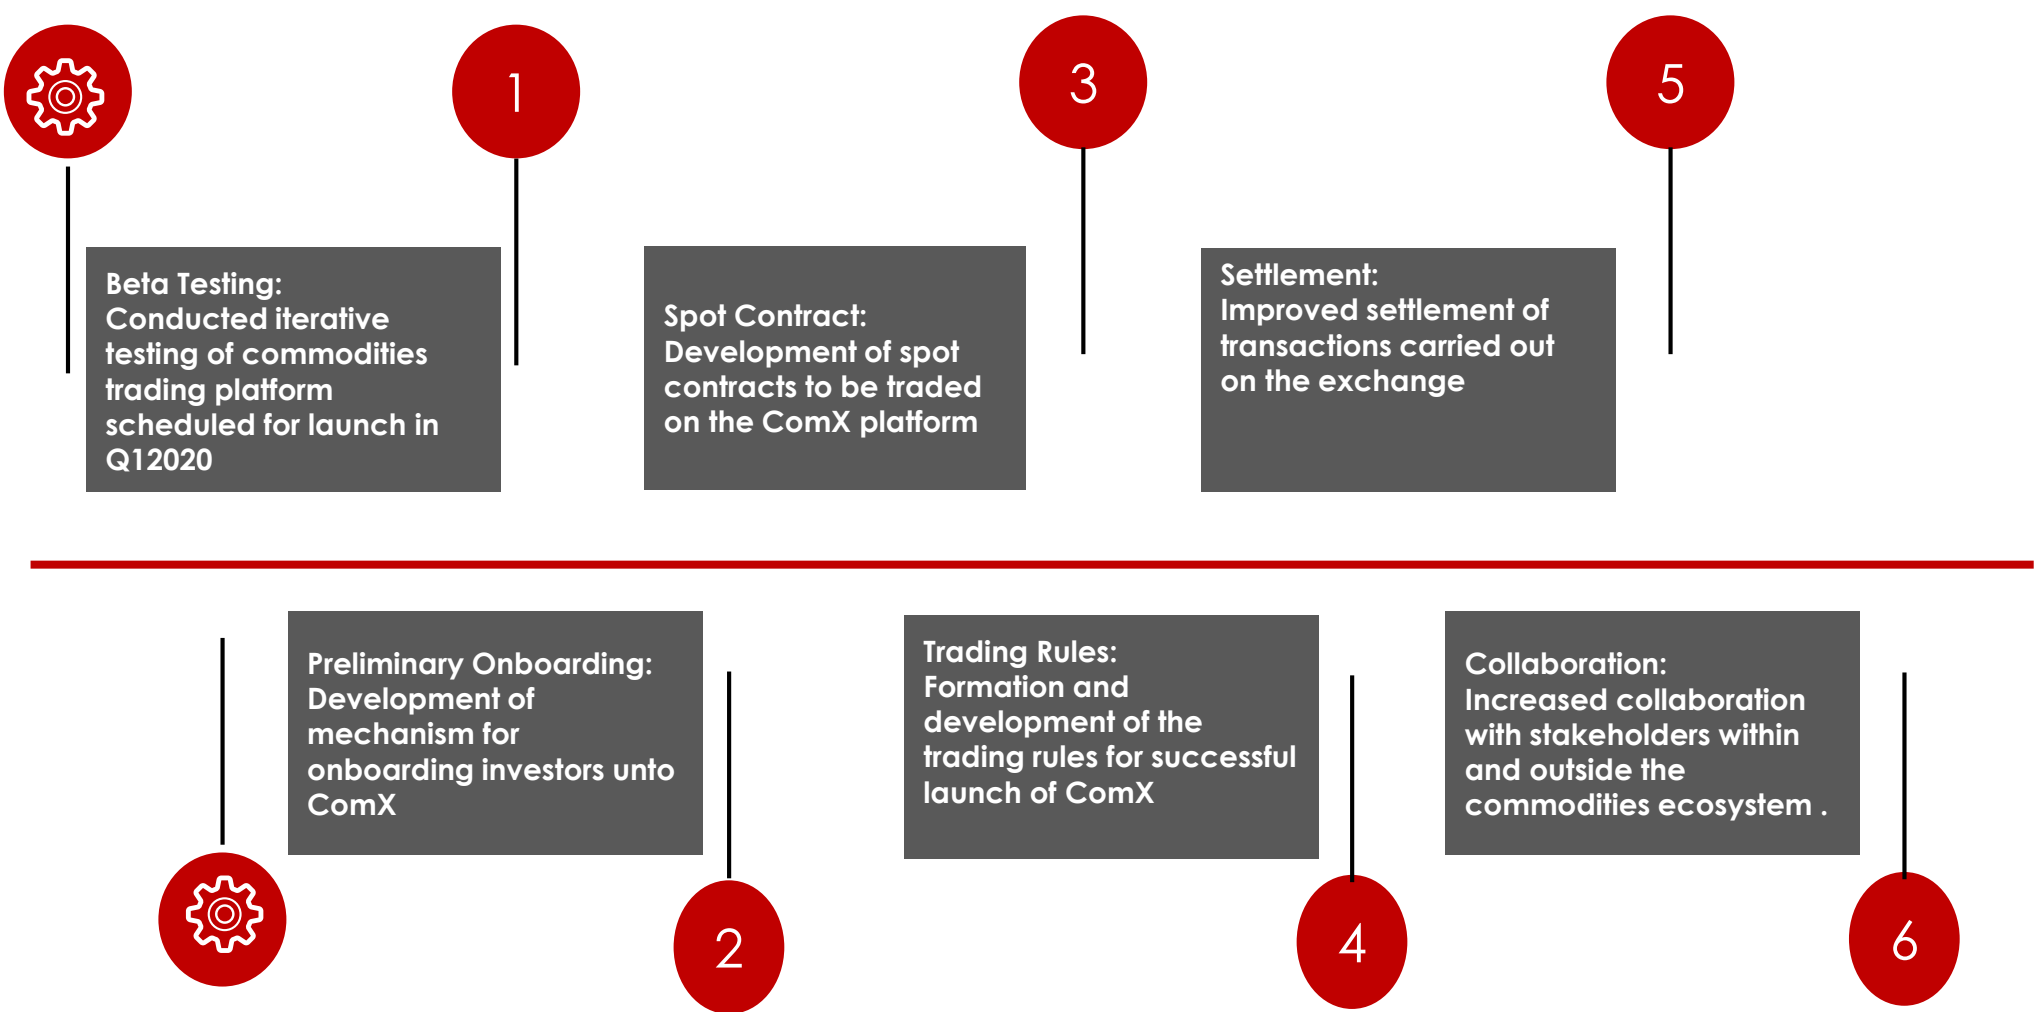 1
Beta Testing:
Conducted iterative
testing of commodities
trading platform
scheduled for launch in
Q12020
3
Spot Contract:
Development of spot
contracts to be traded
on the ComX platform
5
Settlement:
Improved settlement of
transactions carried out
on the exchange
Preliminary Onboarding:
Development of
mechanism for
onboarding investors unto
ComX
2
Trading Rules:
Formation and
development of the
trading rules for successful
launch of ComX
4
Collaboration:
Increased collaboration
with stakeholders within
and outside the
commodities ecosystem .
6